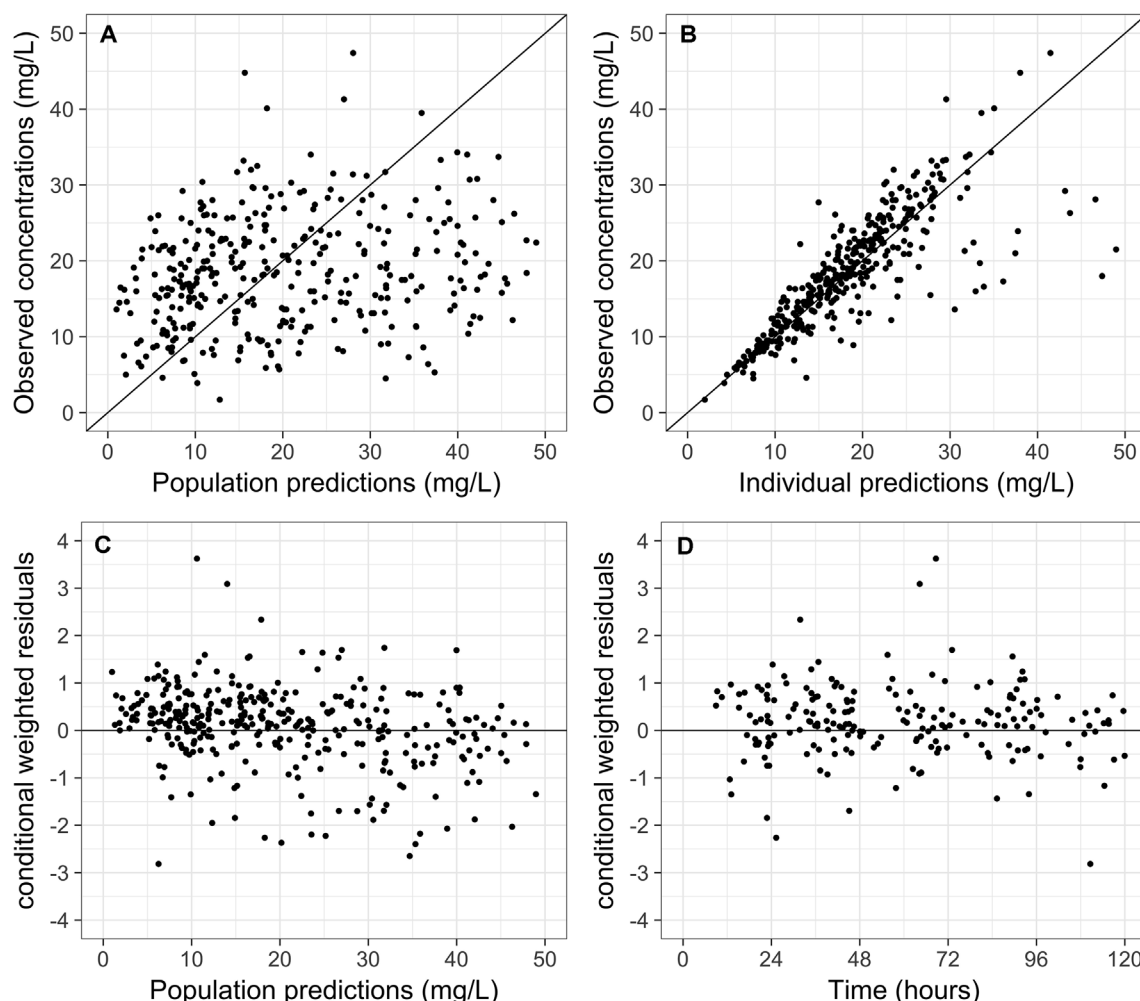 A
50
40
30
20
10
0
Observed concentrations (mg/L)
0 10 20 30 40 50
Population predictions (mg/L)
B
50
40
30
20
10
0
Observed concentrations (mg/L)
0 10 20 30 40 50
Individual predictions (mg/L)
C
4
3
2
1
0
-1
-2
-3
-4
conditional weighted residuals
0 10 20 30 40 50
Population predictions (mg/L)
D
4
3
2
1
0
-1
-2
-3
-4
conditional weighted residuals
0 24 48 72 96 120
Time (hours)